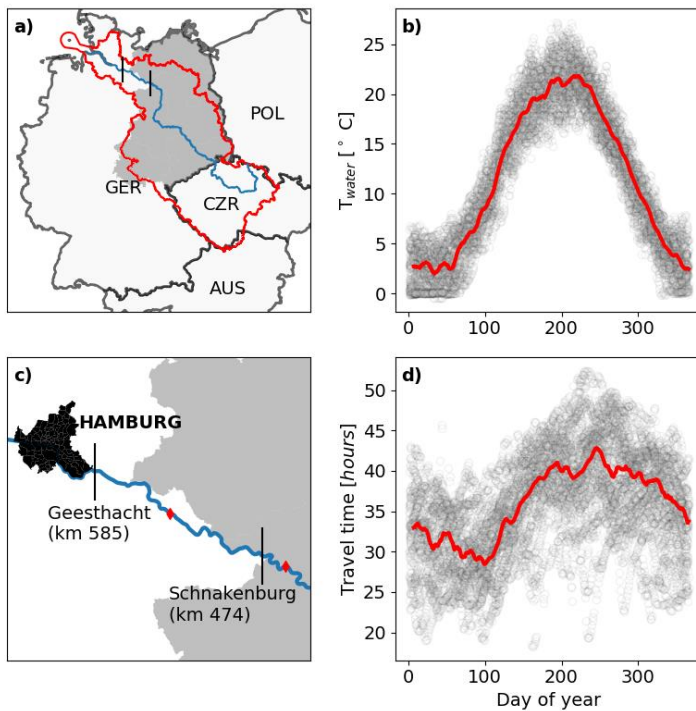 a)
POL
GER
CZR
AUS
b)
T_water [ ° C]
25
20
15
10
5
0
0 100 200 300
c)
HAMBURG
Geesthacht
(km 585)
Schnakenburg
(km 474)
d)
Travel time [hours]
50
45
40
35
30
25
20
0 100 200 300
Day of year